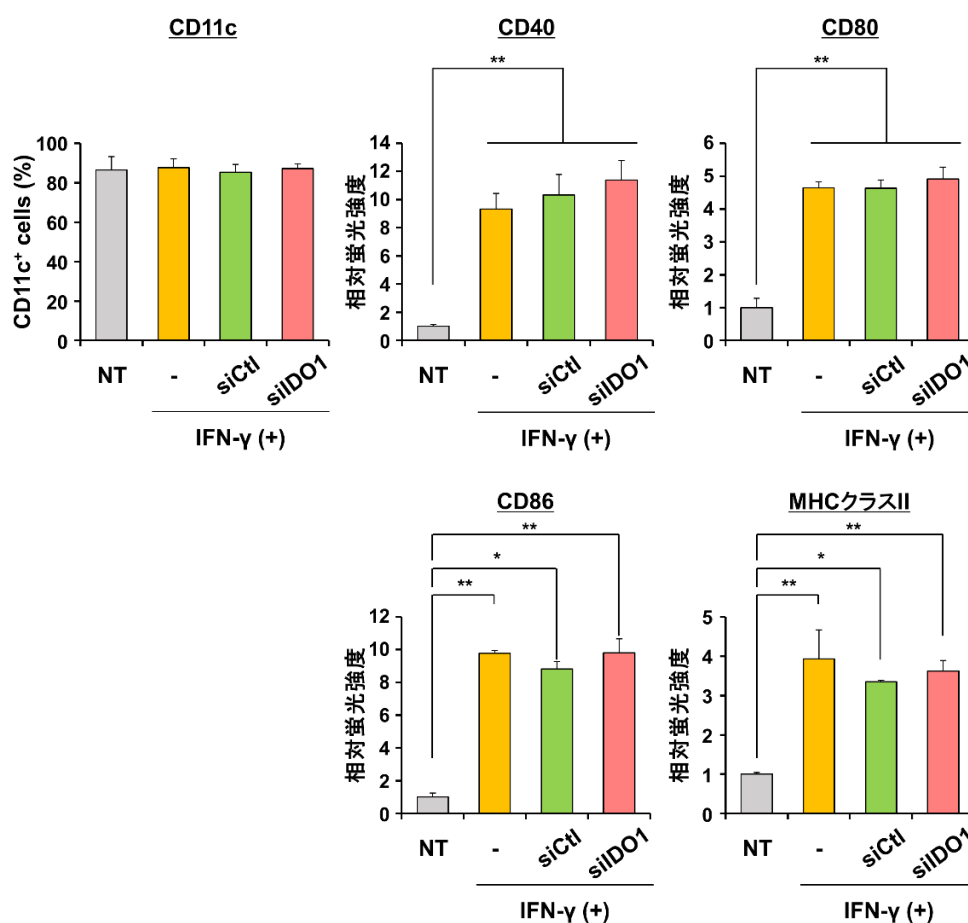 CD11c
CD11c⁺ cells (%)
100
80
60
40
20
0
NT
-
siCtl
siIDO1
IFN-γ (+)
CD40
**
相対蛍光強度
14
12
10
8
6
4
2
0
NT
-
siCtl
siIDO1
IFN-γ (+)
CD80
**
相対蛍光強度
6
5
4
3
2
1
0
NT
-
siCtl
siIDO1
IFN-γ (+)
CD86
**
*
**
相対蛍光強度
12
10
8
6
4
2
0
NT
-
siCtl
siIDO1
IFN-γ (+)
MHCクラスII
**
*
**
相対蛍光強度
5
4
3
2
1
0
NT
-
siCtl
siIDO1
IFN-γ (+)